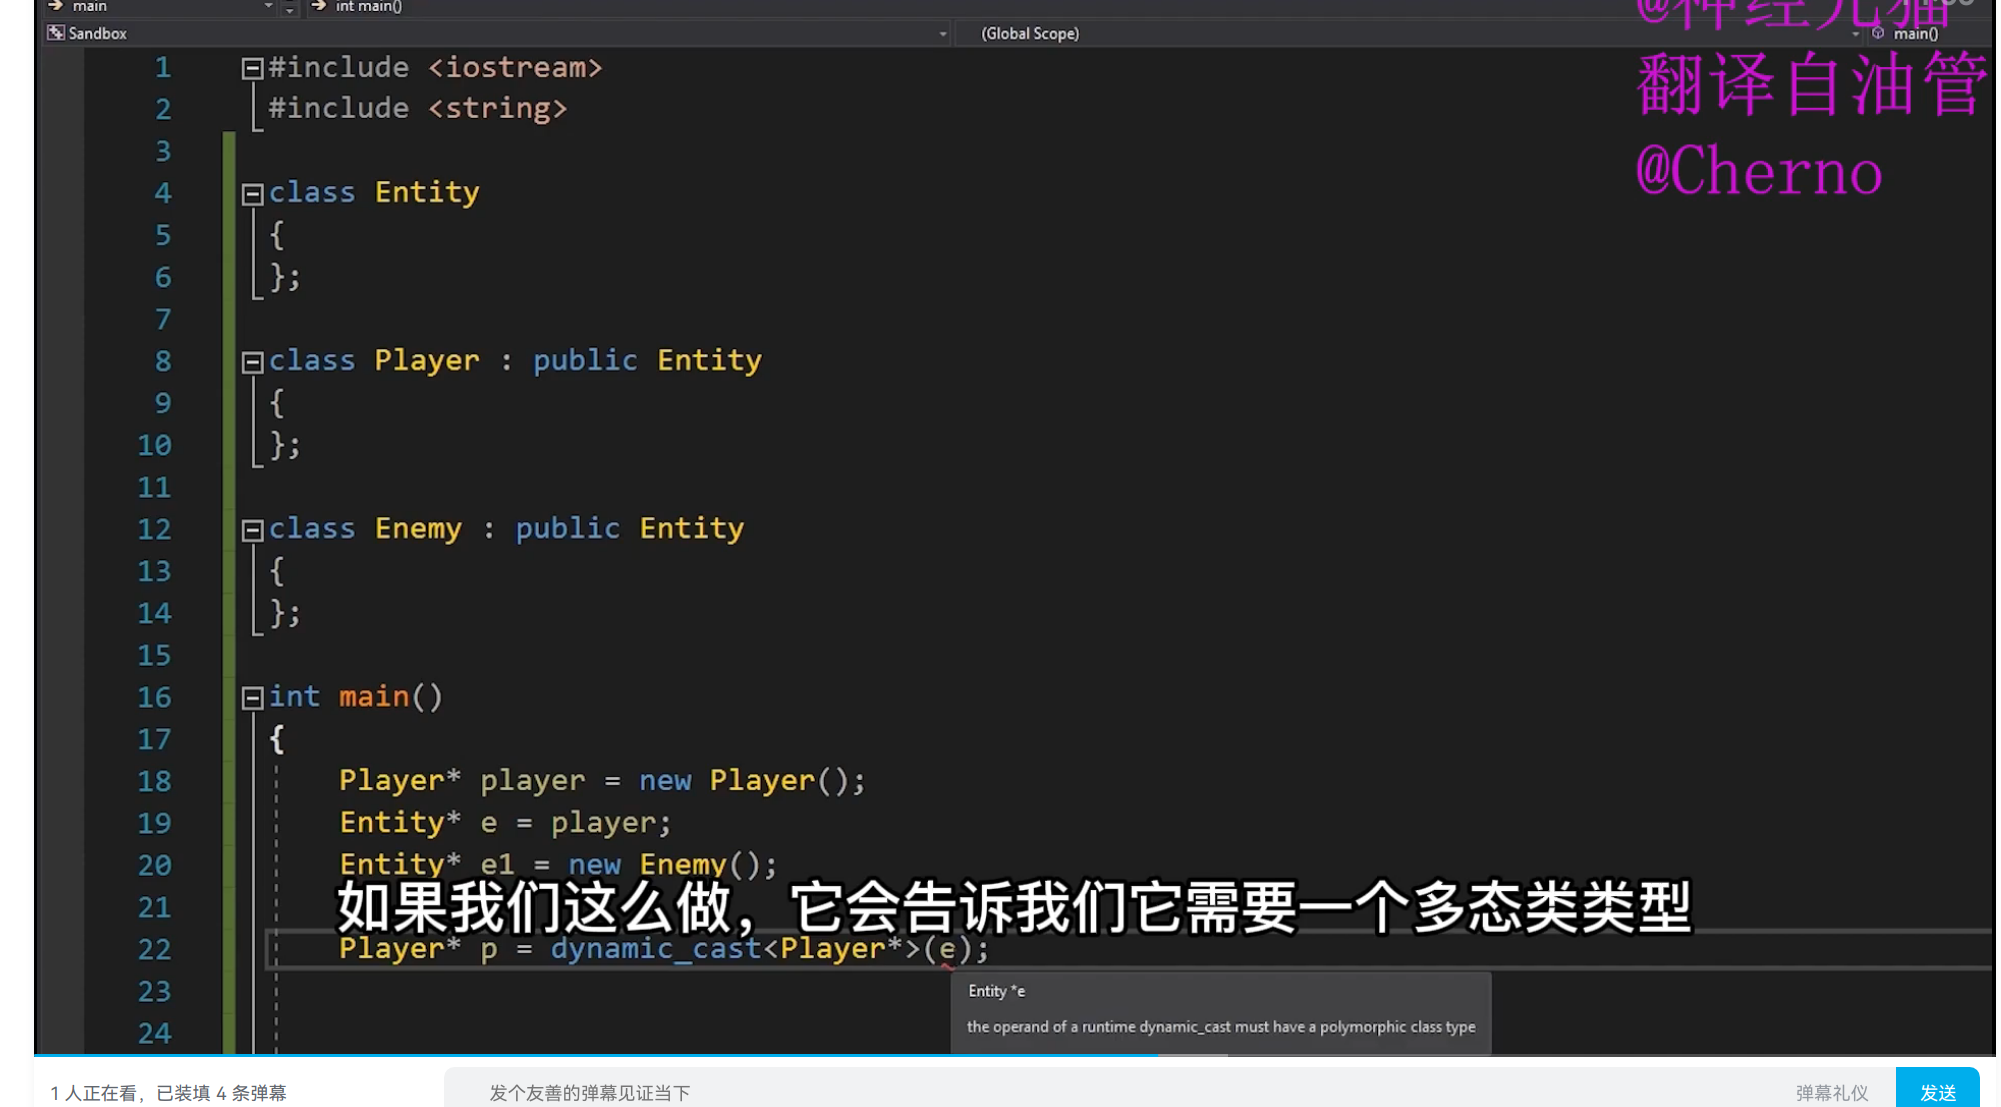 main
int main()
Sandbox
(Global Scope)
main()
翻译自油管
@Cherno
1 #include <iostream>
2 #include <string>
3
4 class Entity
5 {
6 };
7
8 class Player : public Entity
9 {
10 };
11
12 class Enemy : public Entity
13 {
14 };
15
16 int main()
17 {
18 Player* player = new Player();
19 Entity* e = player;
20 Entity* e1 = new Enemy();
21
如果我们这么做，它会告诉我们它需要一个多态类类型
22 Player* p = dynamic_cast<Player*>(e);
23
24
Entity *e
the operand of a runtime dynamic_cast must have a polymorphic class type
1 人正在看，已装填 4 条弹幕
发个友善的弹幕见证当下
弹幕礼仪
发送